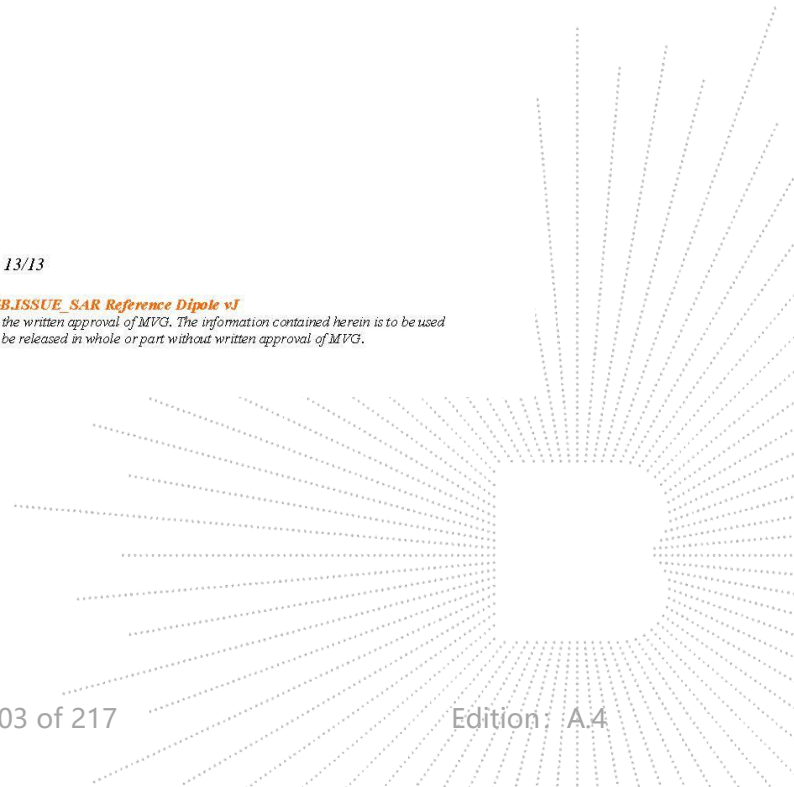 13/13
B.ISSUE_SAR Reference Dipole vJ
the written approval of MVG. The information contained herein is to be used
be released in whole or part without written approval of MVG.
03 of 217
Edition：A.4